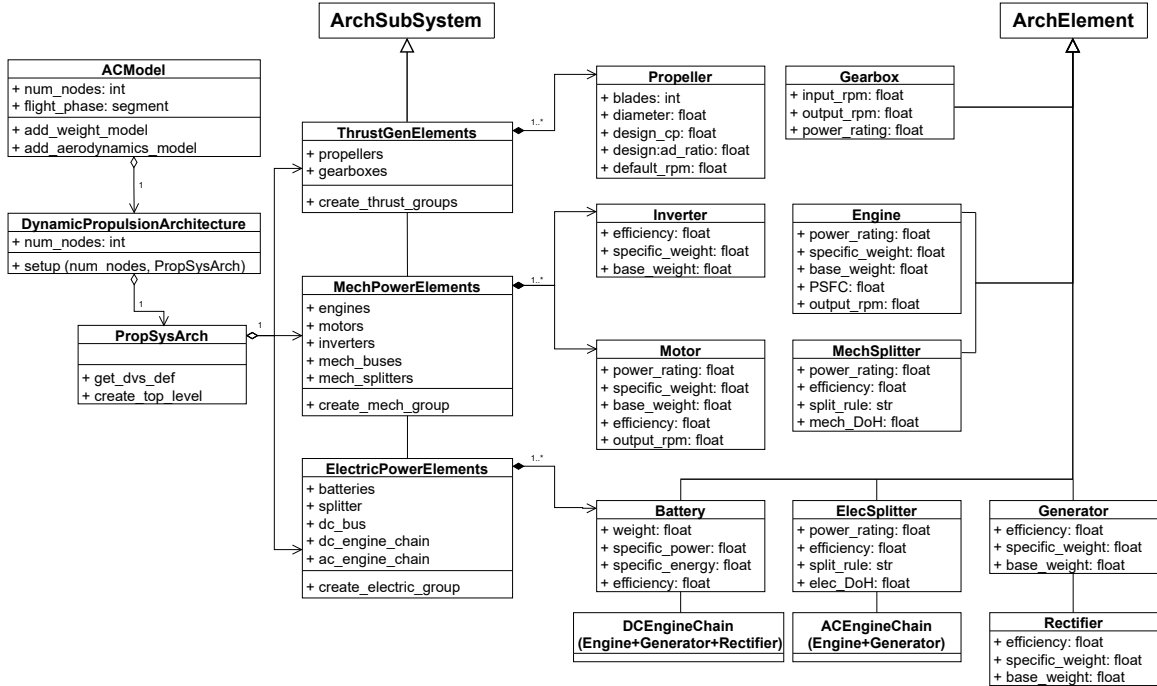 ArchSubSystem
ArchElement
ACModel
+ num_nodes: int
+ flight_phase: segment
+ add_weight_model
+ add_aerodynamics_model
1
DynamicPropulsionArchitecture
+ num_nodes: int
+ setup (num_nodes, PropSysArch)
1
PropSysArch
+ get_dvs_def
+ create_top_level
1
ThrustGenElements
+ propellers
+ gearboxes
+ create_thrust_groups
1..*
MechPowerElements
+ engines
+ motors
+ inverters
+ mech_buses
+ mech_splitters
+ create_mech_group
1..*
ElectricPowerElements
+ batteries
+ splitter
+ dc_bus
+ dc_engine_chain
+ ac_engine_chain
+ create_electric_group
1..*
Propeller
+ blades: int
+ diameter: float
+ design_cp: float
+ design:ad_ratio: float
+ default_rpm: float
Gearbox
+ input_rpm: float
+ output_rpm: float
+ power_rating: float
Inverter
+ efficiency: float
+ specific_weight: float
+ base_weight: float
Engine
+ power_rating: float
+ specific_weight: float
+ base_weight: float
+ PSFC: float
+ output_rpm: float
Motor
+ power_rating: float
+ specific_weight: float
+ base_weight: float
+ efficiency: float
+ output_rpm: float
MechSplitter
+ power_rating: float
+ efficiency: float
+ split_rule: str
+ mech_DoH: float
Battery
+ weight: float
+ specific_power: float
+ specific_energy: float
+ efficiency: float
ElecSplitter
+ power_rating: float
+ efficiency: float
+ split_rule: str
+ elec_DoH: float
Generator
+ efficiency: float
+ specific_weight: float
+ base_weight: float
DCEngineChain
(Engine+Generator+Rectifier)
ACEngineChain
(Engine+Generator)
Rectifier
+ efficiency: float
+ specific_weight: float
+ base_weight: float